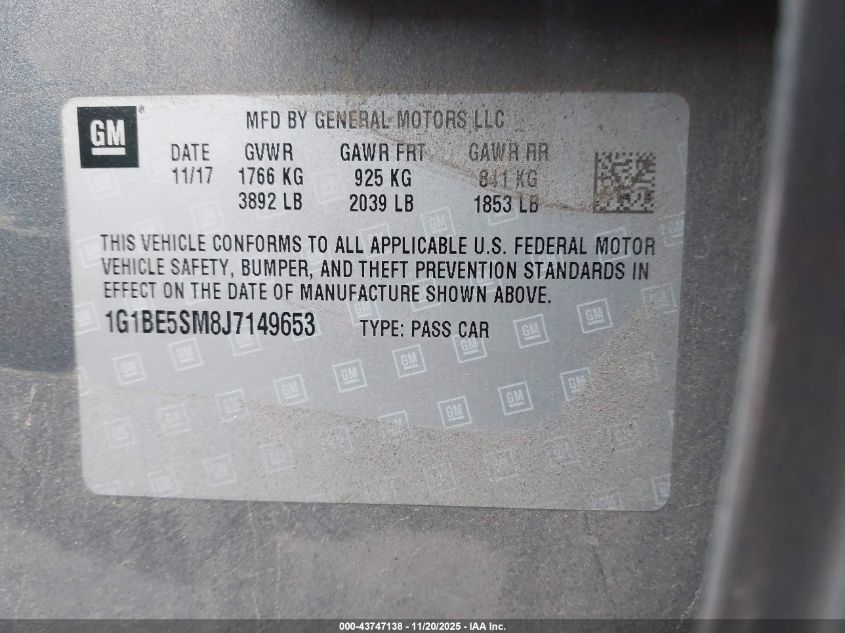 GM ® MFD BY GENERAL MOTORS LLC
DATE GVWR GAWR FRT GAWR RR
11/17 1766 KG 925 KG 841 KG
3892 LB 2039 LB 1853 LB
THIS VEHICLE CONFORMS TO ALL APPLICABLE U.S. FEDERAL MOTOR
VEHICLE SAFETY, BUMPER, AND THEFT PREVENTION STANDARDS IN
EFFECT ON THE DATE OF MANUFACTURE SHOWN ABOVE.
1G1BE5SM8J7149653 TYPE: PASS CAR
000-43747138 - 11/20/2025 - IAA Inc.